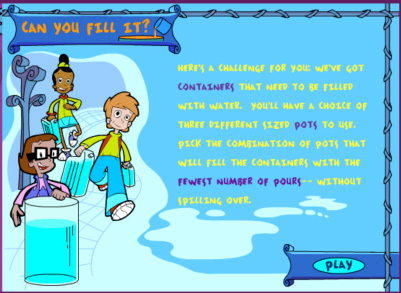 CAN YOU FILL IT?
HERE'S A CHALLENGE FOR YOU: WE'VE GOT
CONTAINERS THAT NEED TO BE FILLED
WITH WATER. YOU'LL HAVE A CHOICE OF
THREE DIFFERENT SIZED POTS TO USE.
PICK THE COMBINATION OF POTS THAT
WILL FILL THE CONTAINERS WITH THE
FEWEST NUMBER OF POURS-- WITHOUT
SPILLING OVER.
PLAY